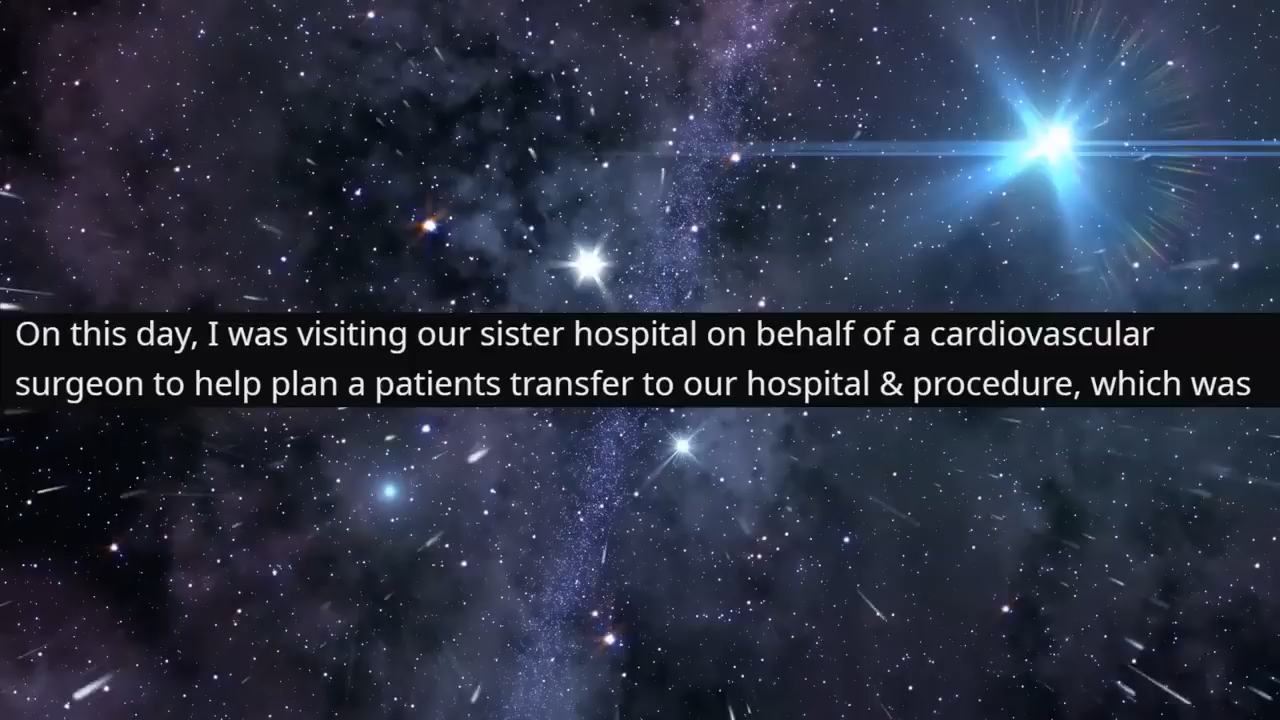 On this day, I was visiting our sister hospital on behalf of a cardiovascular
surgeon to help plan a patients transfer to our hospital & procedure, which was